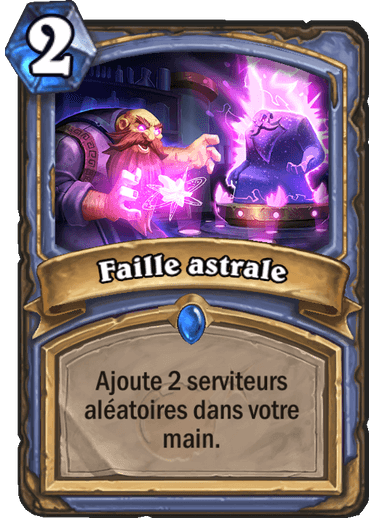 2
Faille astrale
Ajoute 2 serviteurs
aléatoires dans votre
main.